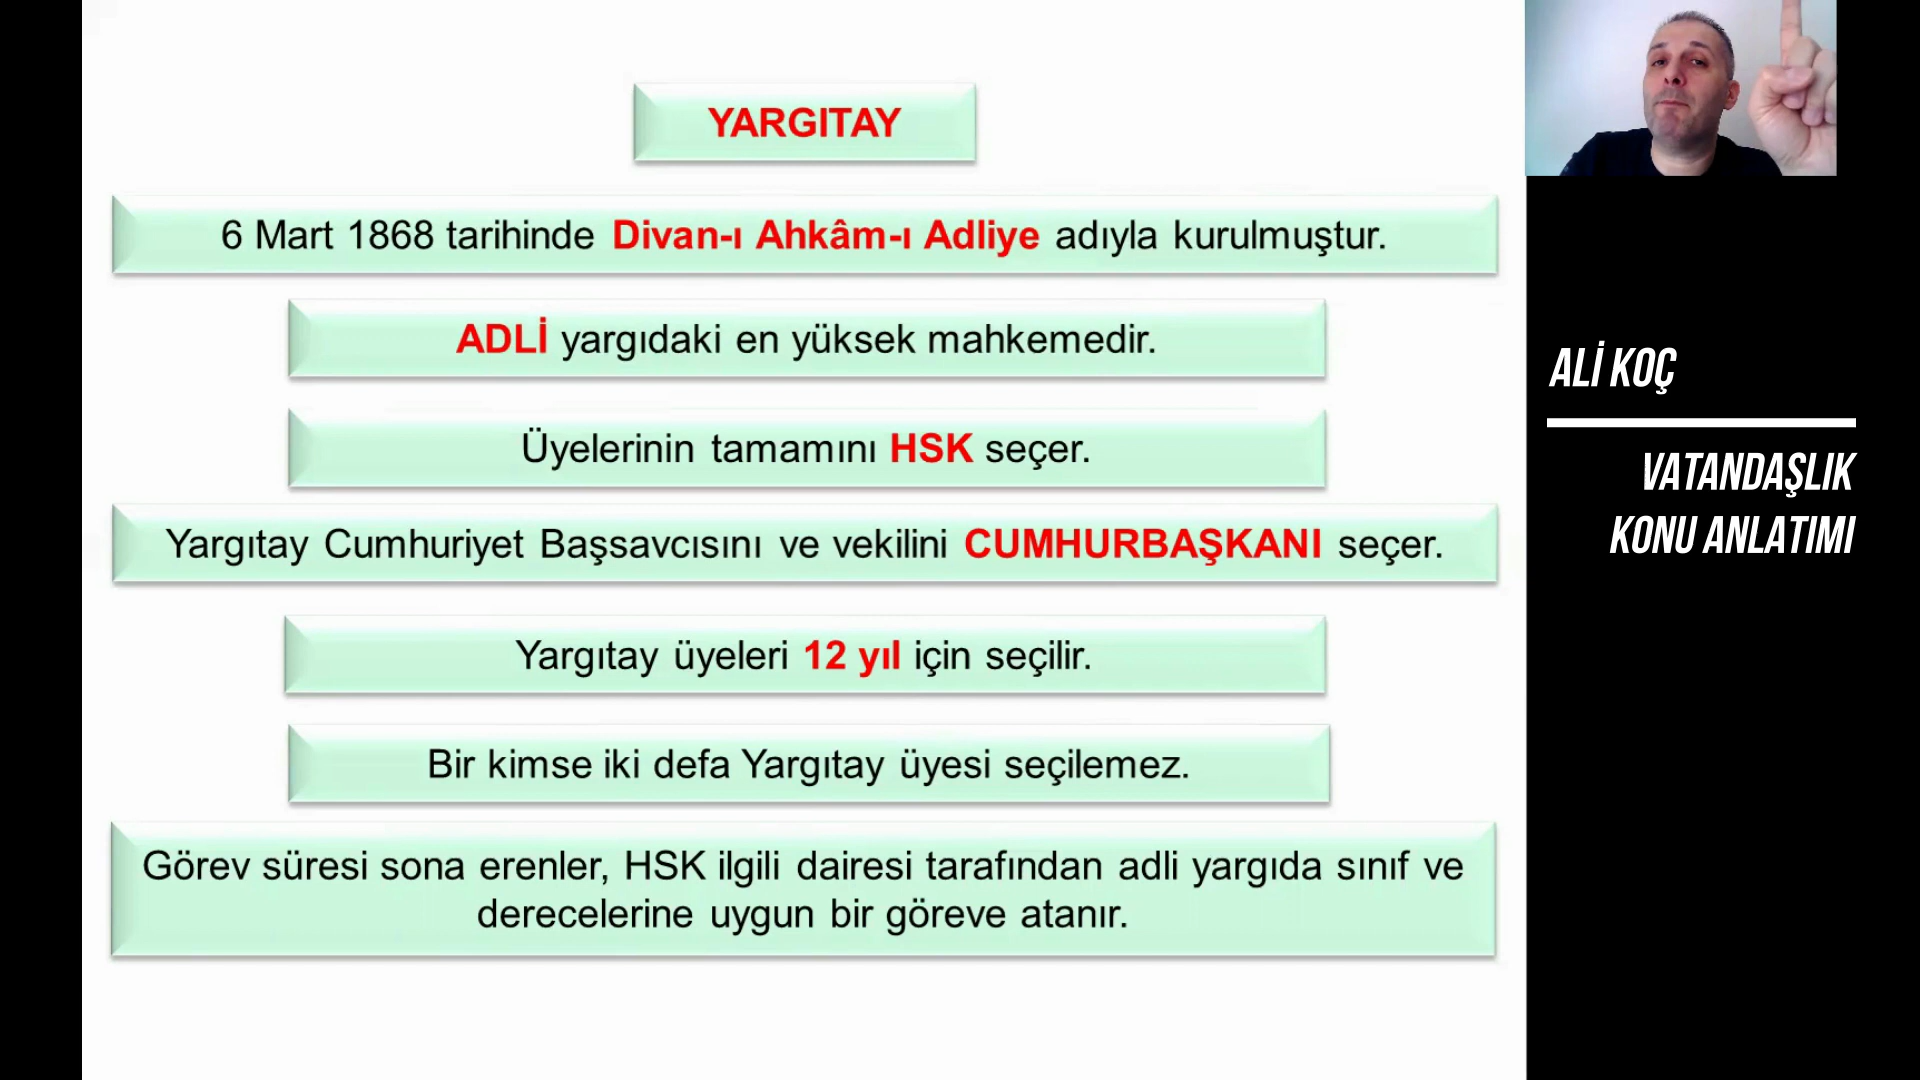 YARGITAY
6 Mart 1868 tarihinde Divan-ı Ahkâm-ı Adliye adıyla kurulmuştur.
ADLİ yargıdaki en yüksek mahkemedir.
Üyelerinin tamamını HSK seçer.
Yargıtay Cumhuriyet Başsavcısını ve vekilini CUMHURBAŞKANI seçer.
Yargıtay üyeleri 12 yıl için seçilir.
Bir kimse iki defa Yargıtay üyesi seçilemez.
Görev süresi sona erenler, HSK ilgili dairesi tarafından adli yargıda sınıf ve
derecelerine uygun bir göreve atanır.
ALİ KOÇ
VATANDAŞLIK
KONU ANLATIMI